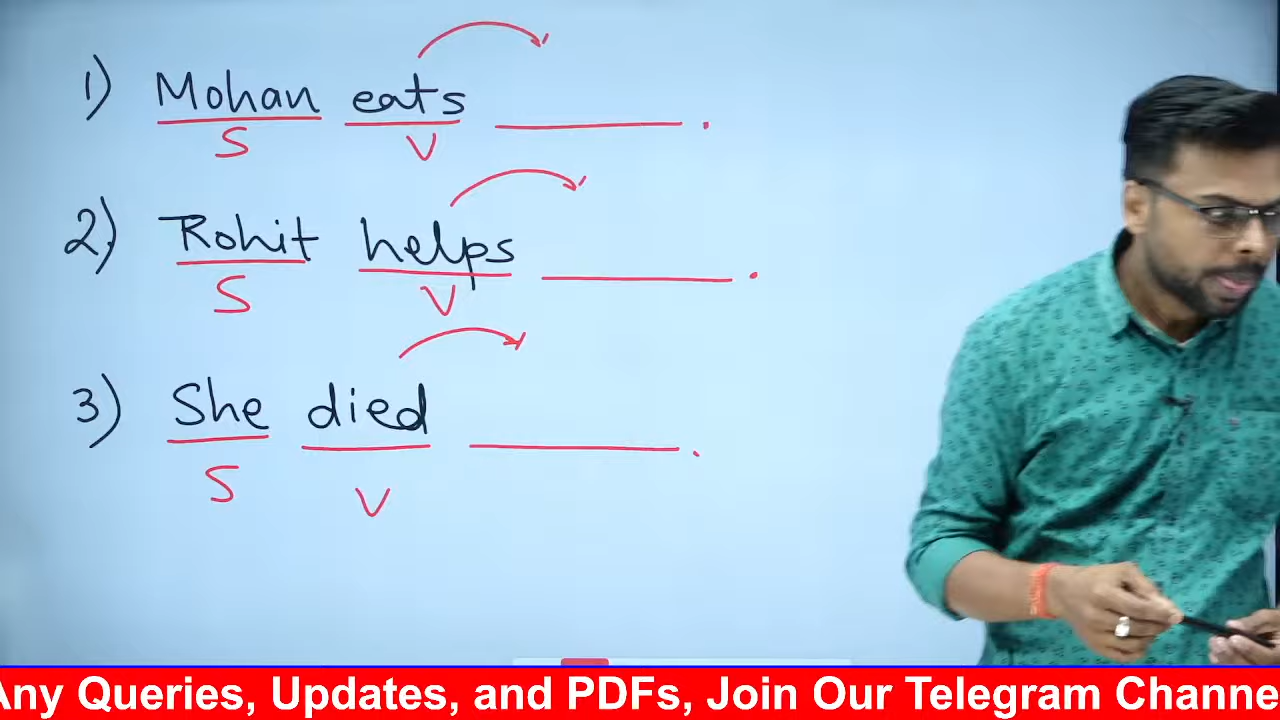 1) Mohan eats ______.
S V
2) Rohit helps ______.
S V
3) She died ______.
S V
Any Queries, Updates, and PDFs, Join Our Telegram Channe